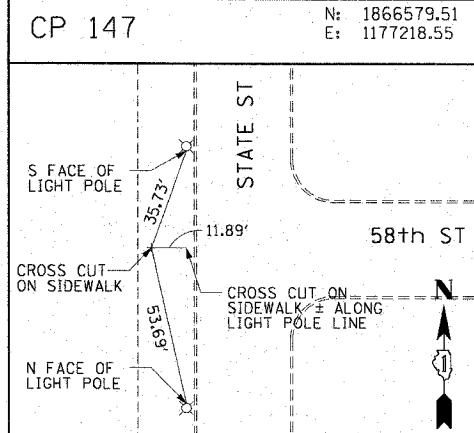 CP 147
N: 1866579.51
E: 1177218.55
STATE ST
S FACE OF
LIGHT POLE
35.73'
11.89'
58th ST
CROSS CUT
ON SIDEWALK
CROSS CUT ON
SIDEWALK ± ALONG
LIGHT POLE LINE
53.69'
N
N FACE OF
LIGHT POLE